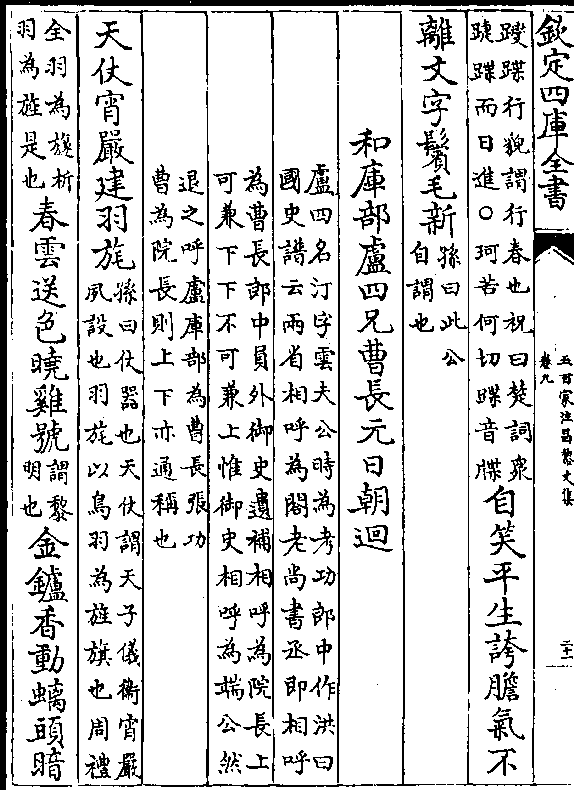 欽定四庫全書
五百家注昌黎文集
卷九
二十二
蹀蹀行貌謂行春也祝曰楚詞衆
踥蹀而日進○珂苦何切蹀音牒
自笑平生誇膽氣不
離文字鬢毛新
孫曰此公
自謂也
和庫部盧四兄曹長元日朝迴
盧四名汀字雲夫公時為考功郎中作洪曰
國史譜云兩省相呼為閣老尚書丞郎相呼
為曹長郎中員外御史遺補相呼為院長上
可兼下下不可兼上惟御史相呼為端公然
退之呼盧庫部為曹長張功
曹為院長則上下亦通稱也
天仗宵嚴建羽旄
孫曰仗器也天仗謂天子儀衛宵嚴
夙設也羽旄以鳥羽為旌旗也周禮
全羽為旞析
羽為旌是也
春雲送色曉雞號
謂黎
明也
金鑪香動螭頭暗